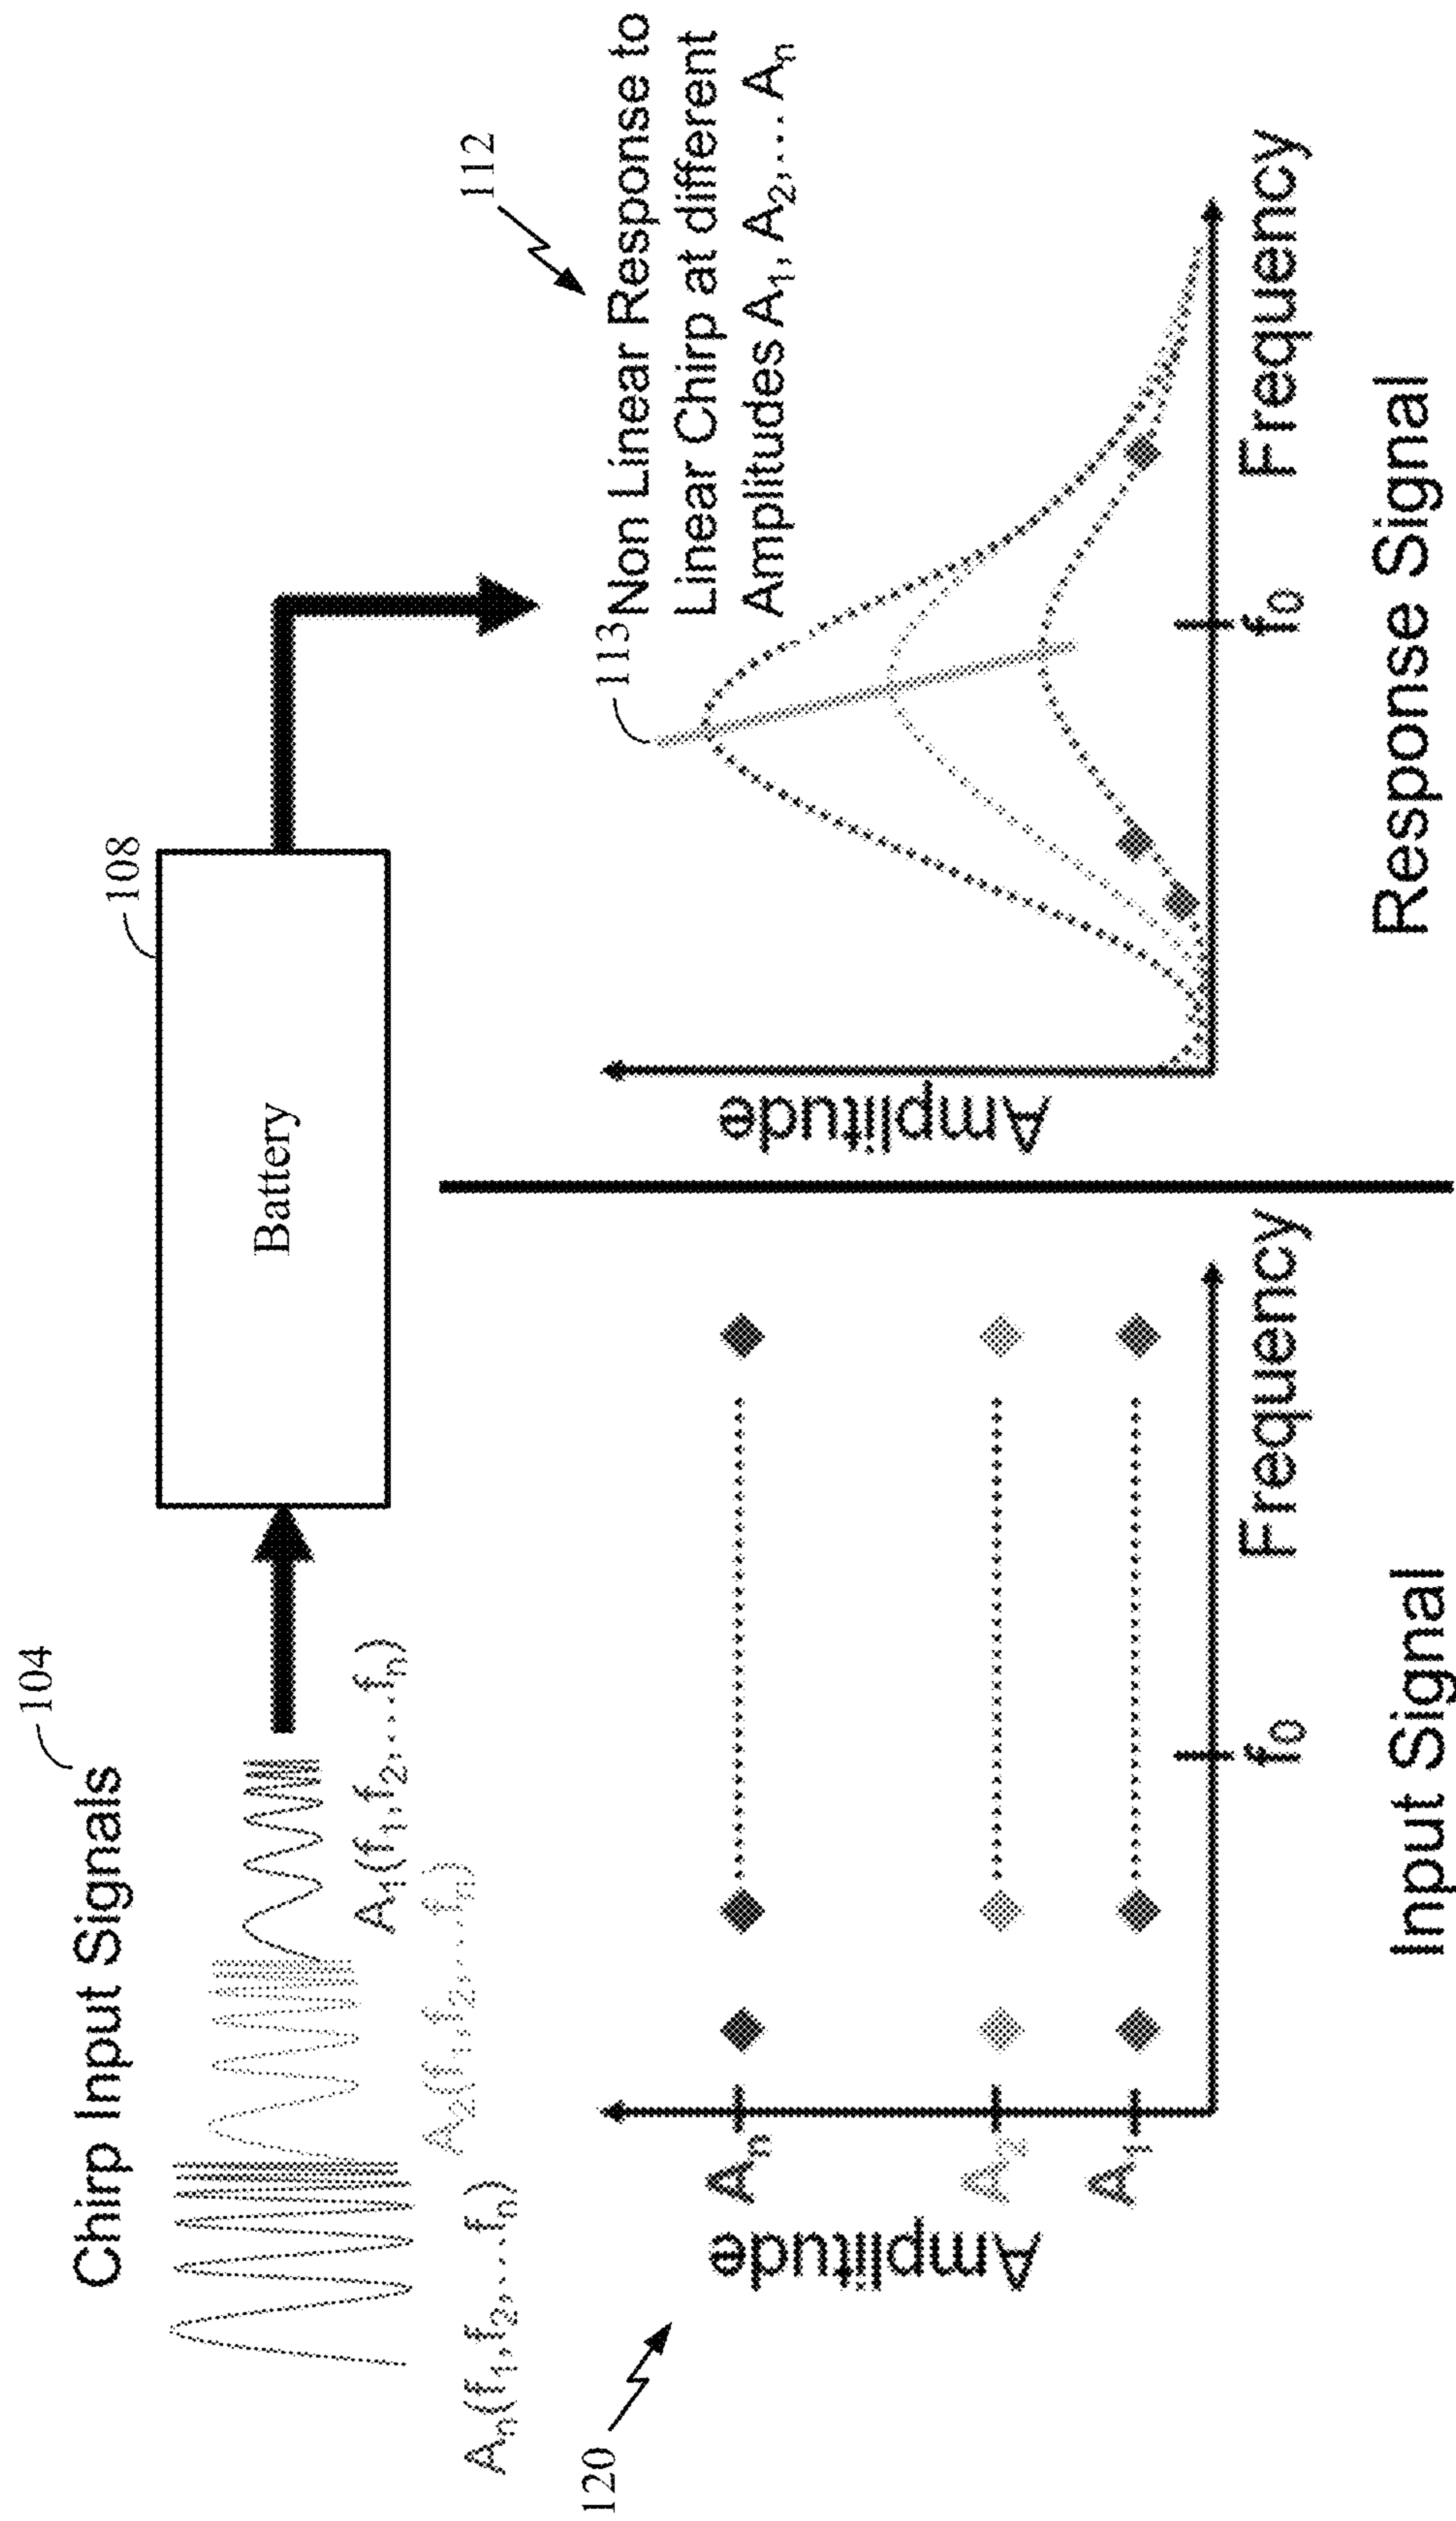 Chirp Input Signals
104
Aₙ(f₁,f₂,...fₙ)
A₂(f₁,f₂,...fₙ)
A₁(f₁,f₂,...fₙ)
108
Battery
120
Amplitude
Aₙ
A₂
A₁
f₀
Frequency
Input Signal
112
Non Linear Response to
Linear Chirp at different
Amplitudes A₁, A₂,... Aₙ
113
Amplitude
f₀
Frequency
Response Signal